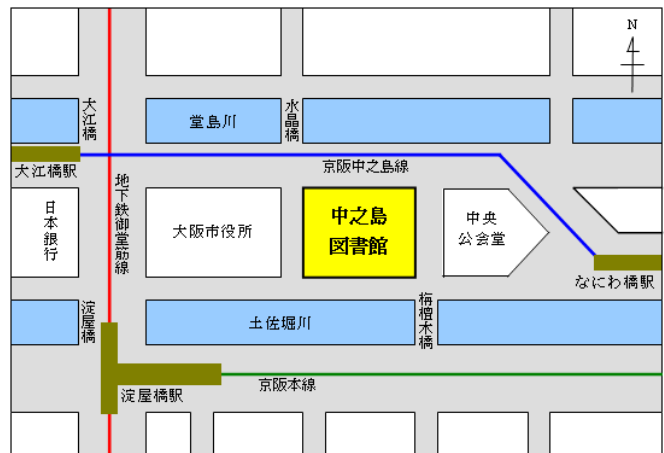 N
大江橋
堂島川
水晶橋
京阪中之島線
大江橋駅
地下鉄御堂筋線
日本銀行
大阪市役所
中之島
図書館
中央
公会堂
なにわ橋駅
淀屋橋
土佐堀川
栴檀木橋
京阪本線
淀屋橋駅